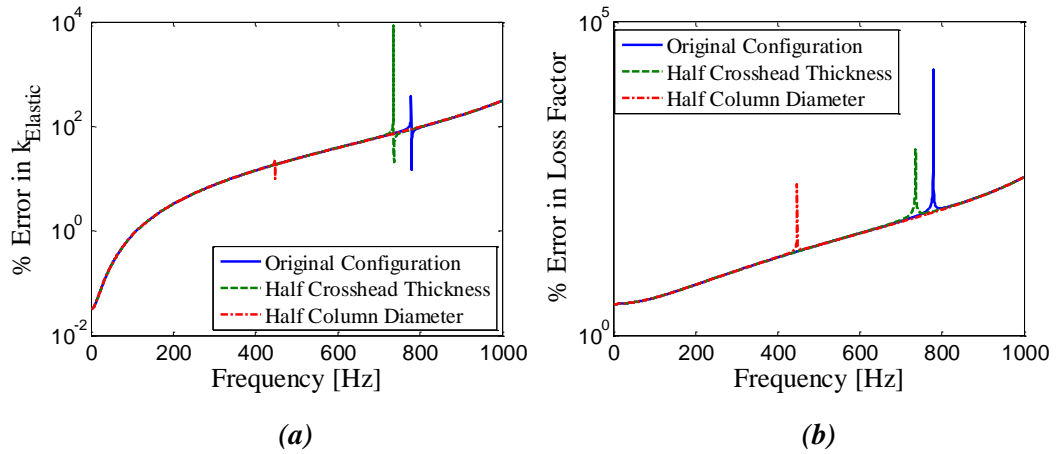 10^4
10^2
10^0
10^-2
% Error in k_Elastic
Original Configuration
Half Crosshead Thickness
Half Column Diameter
0 200 400 600 800 1000
Frequency [Hz]
(a)
10^5
10^0
% Error in Loss Factor
Original Configuration
Half Crosshead Thickness
Half Column Diameter
0 200 400 600 800 1000
Frequency [Hz]
(b)